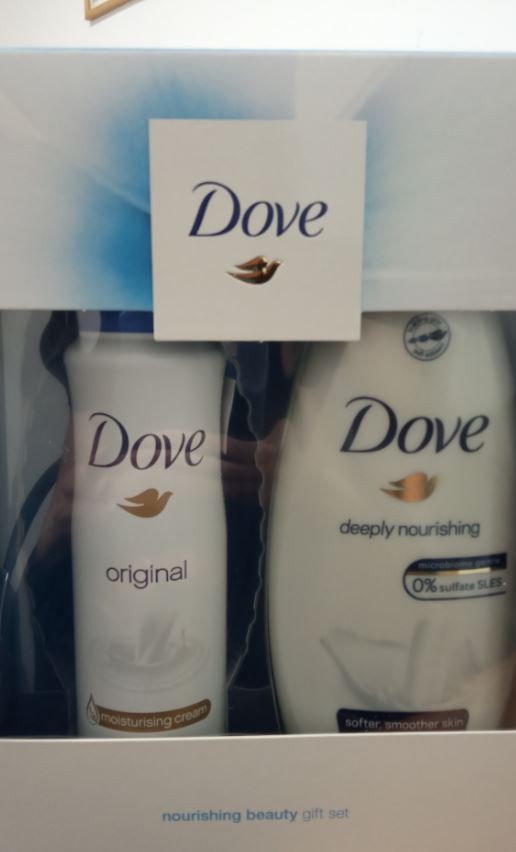 Dove
Dove
original
moisturising cream
Dove
deeply nourishing
microbiome gentle
0% sulfate SLES
softer, smoother skin
nourishing beauty gift set